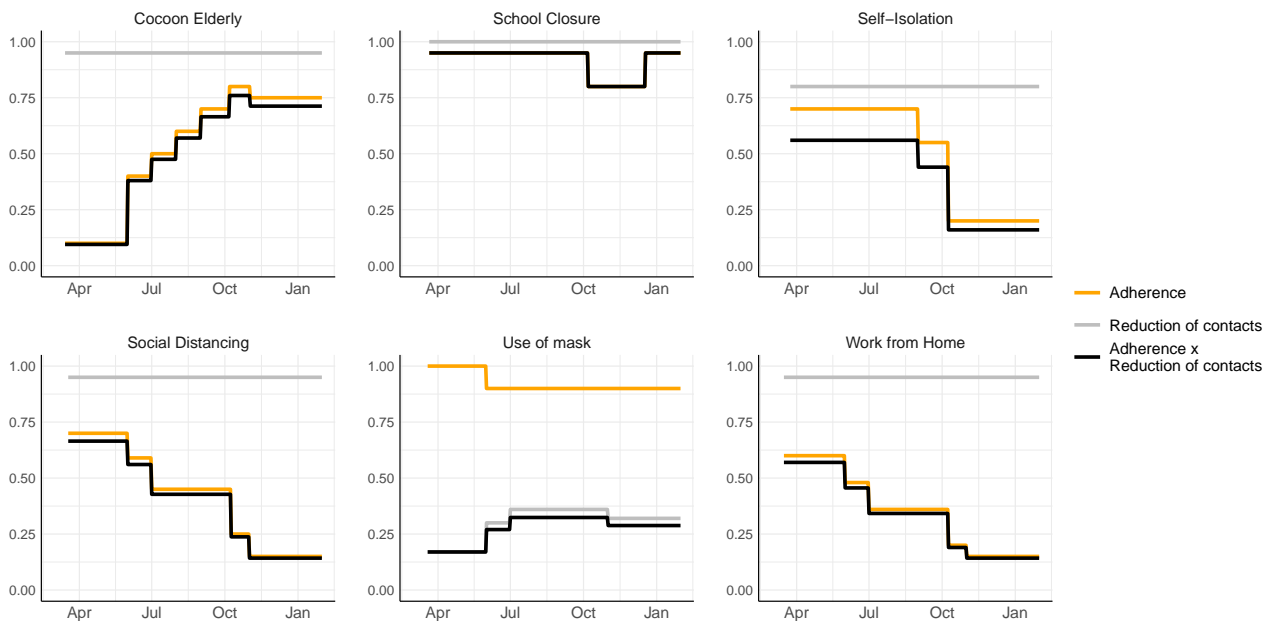 Cocoon Elderly
School Closure
Self−Isolation
1.00
0.75
0.50
0.25
0.00
Apr Jul Oct Jan
1.00
0.75
0.50
0.25
0.00
Apr Jul Oct Jan
1.00
0.75
0.50
0.25
0.00
Apr Jul Oct Jan
Social Distancing
Use of mask
Work from Home
1.00
0.75
0.50
0.25
0.00
Apr Jul Oct Jan
1.00
0.75
0.50
0.25
0.00
Apr Jul Oct Jan
1.00
0.75
0.50
0.25
0.00
Apr Jul Oct Jan
Adherence
Reduction of contacts
Adherence x
Reduction of contacts